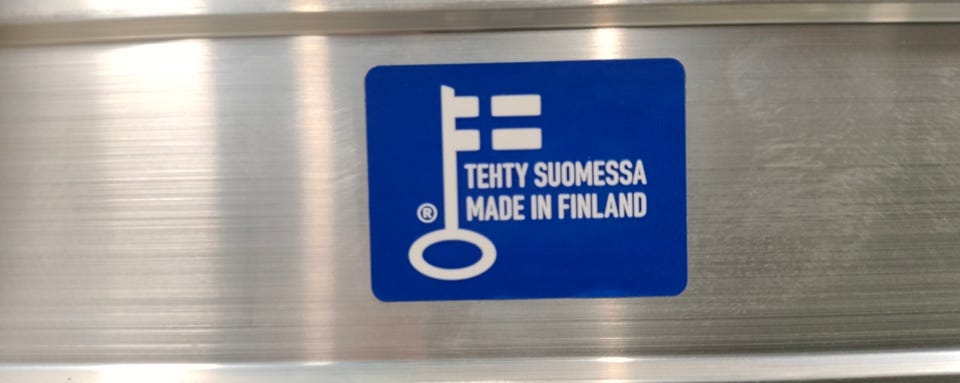 TEHTY SUOMESSA
MADE IN FINLAND
®